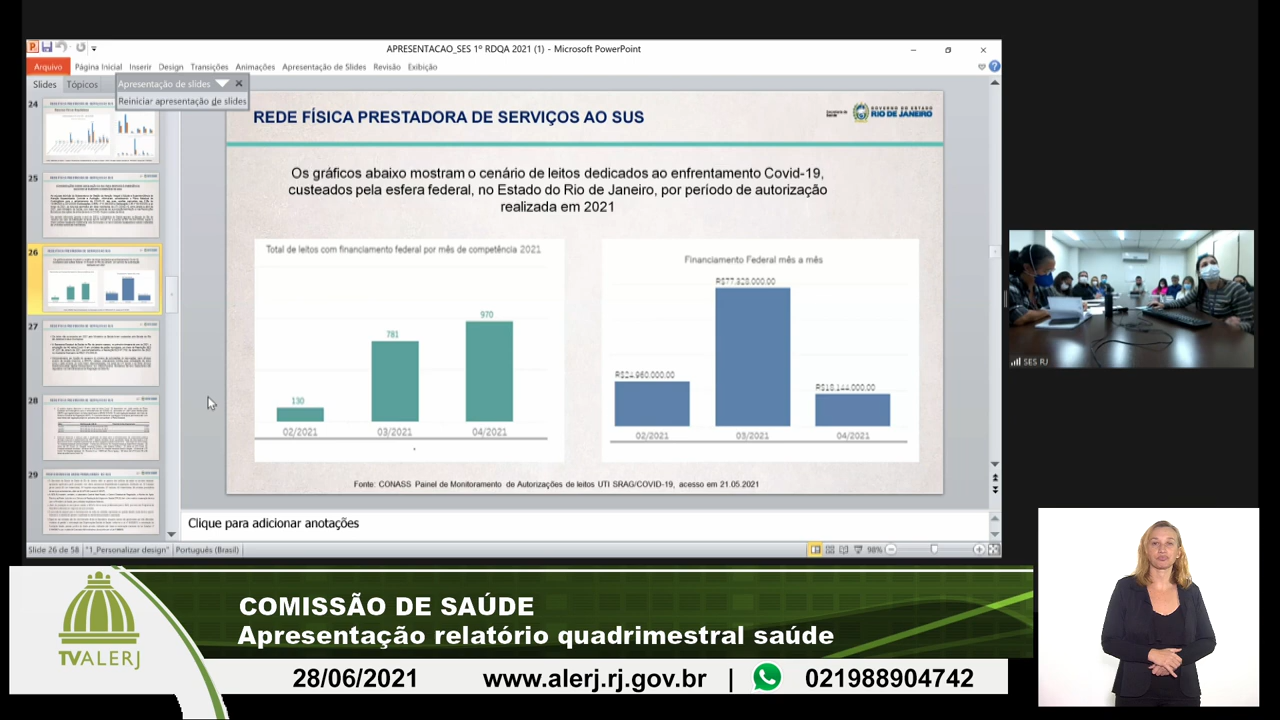 APRESENTACAO_SES 1º RDQA 2021 (1) - Microsoft PowerPoint
Arquivo
Página Inicial
Inserir
Design
Transições
Animações
Apresentação de Slides
Revisão
Exibição
Slides
Tópicos
Apresentação de slides
Reiniciar apresentação de slides
24
25
26
27
28
29
REDE FÍSICA PRESTADORA DE SERVIÇOS AO SUS
GOVERNO DO ESTADO
RIO DE JANEIRO
Os gráficos abaixo mostram o cenário de leitos dedicados ao enfrentamento Covid-19,
custeados pela esfera federal, no Estado do Rio de Janeiro, por período de autorização
realizada em 2021
Total de leitos com financiamento federal por mês de competência 2021
130
781
970
02/2021
03/2021
04/2021
Financiamento Federal mês a mês
R$24.960.000,00
R$77.328.000,00
R$18.144.000,00
02/2021
03/2021
04/2021
Fonte: CONASS Painel de Monitoramento de Autorizações de leitos UTI SRAG/COVID-19, acesso em 21.05.2021
Clique para adicionar anotações
Slide 26 de 58
"1_Personalizar design"
Português (Brasil)
98%
SES RJ
TVALERJ
COMISSÃO DE SAÚDE
Apresentação relatório quadrimestral saúde
28/06/2021
www.alerj.rj.gov.br | 021988904742